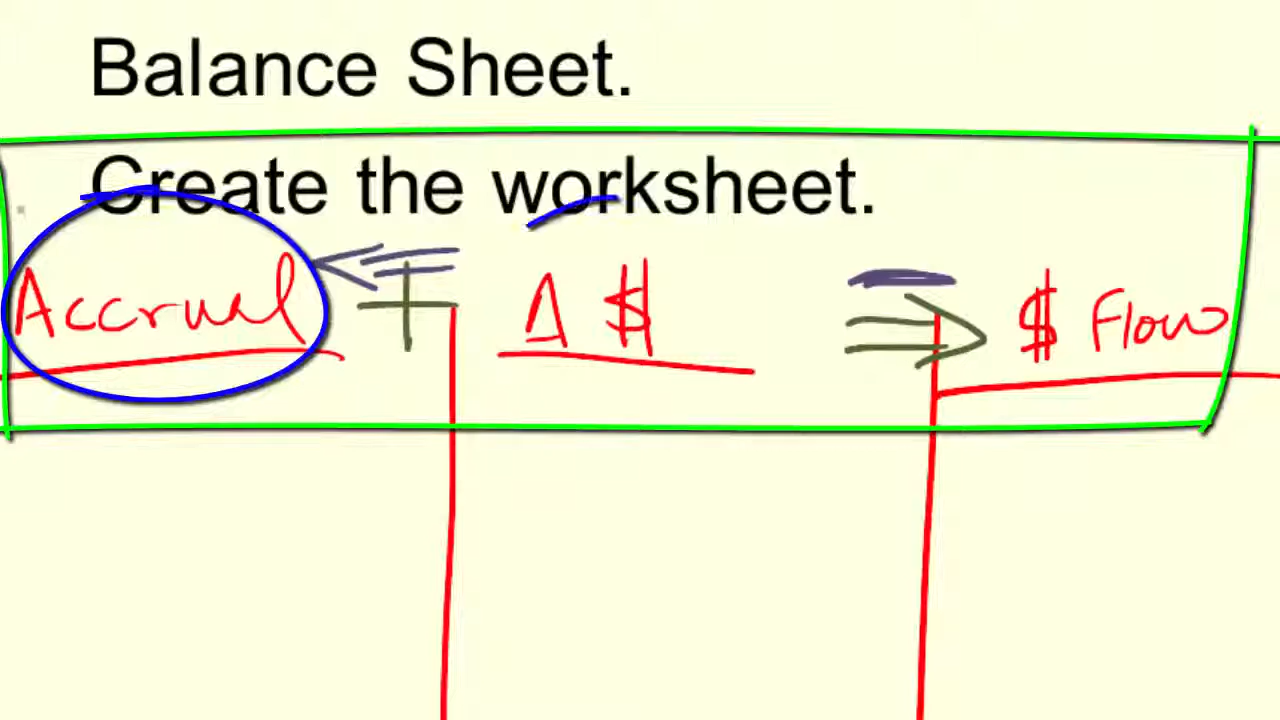 Balance Sheet.
Create the worksheet.
Accrual + Δ $ ⇒ $ Flow